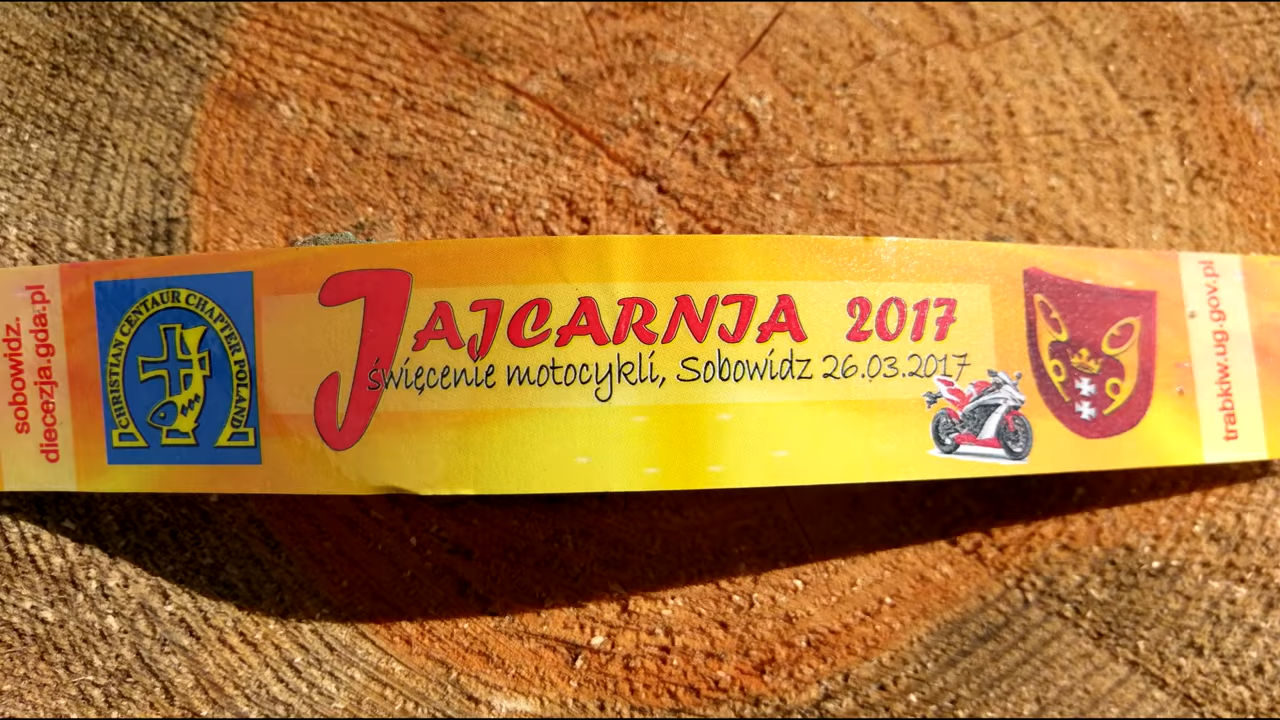 sobowidz.
diecezja.gda.pl
CHRISTIAN CENTAUR CHAPTER POLAND
JAJCARNIA 2017
święcenie motocykli, Sobowidz 26.03.2017
trabkiw.ug.gov.pl